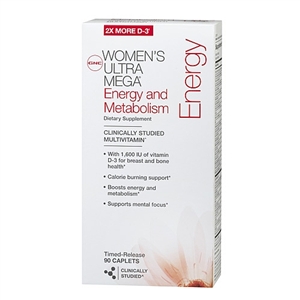 2X MORE D-3*
GNC
WOMEN'S
ULTRA
MEGA®
Energy and
Metabolism
Dietary Supplement
CLINICALLY STUDIED
MULTIVITAMIN*
• With 1,600 IU of vitamin
D-3 for breast and bone
health*
• Calorie burning support*
• Boosts energy and
metabolism*
• Supports mental focus*
Timed-Release
90 CAPLETS
CLINICALLY
STUDIED*
Energy